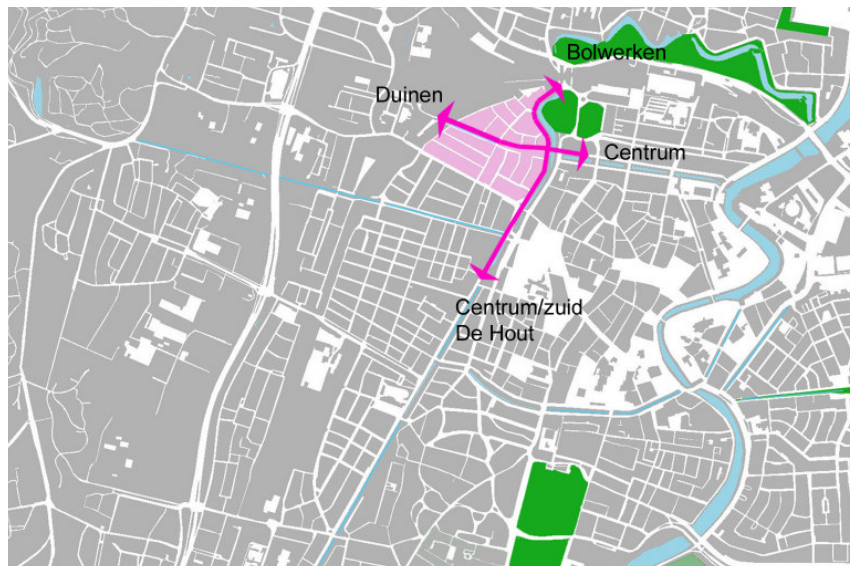 Bolwerken
Duinen
Centrum
Centrum/zuid
De Hout